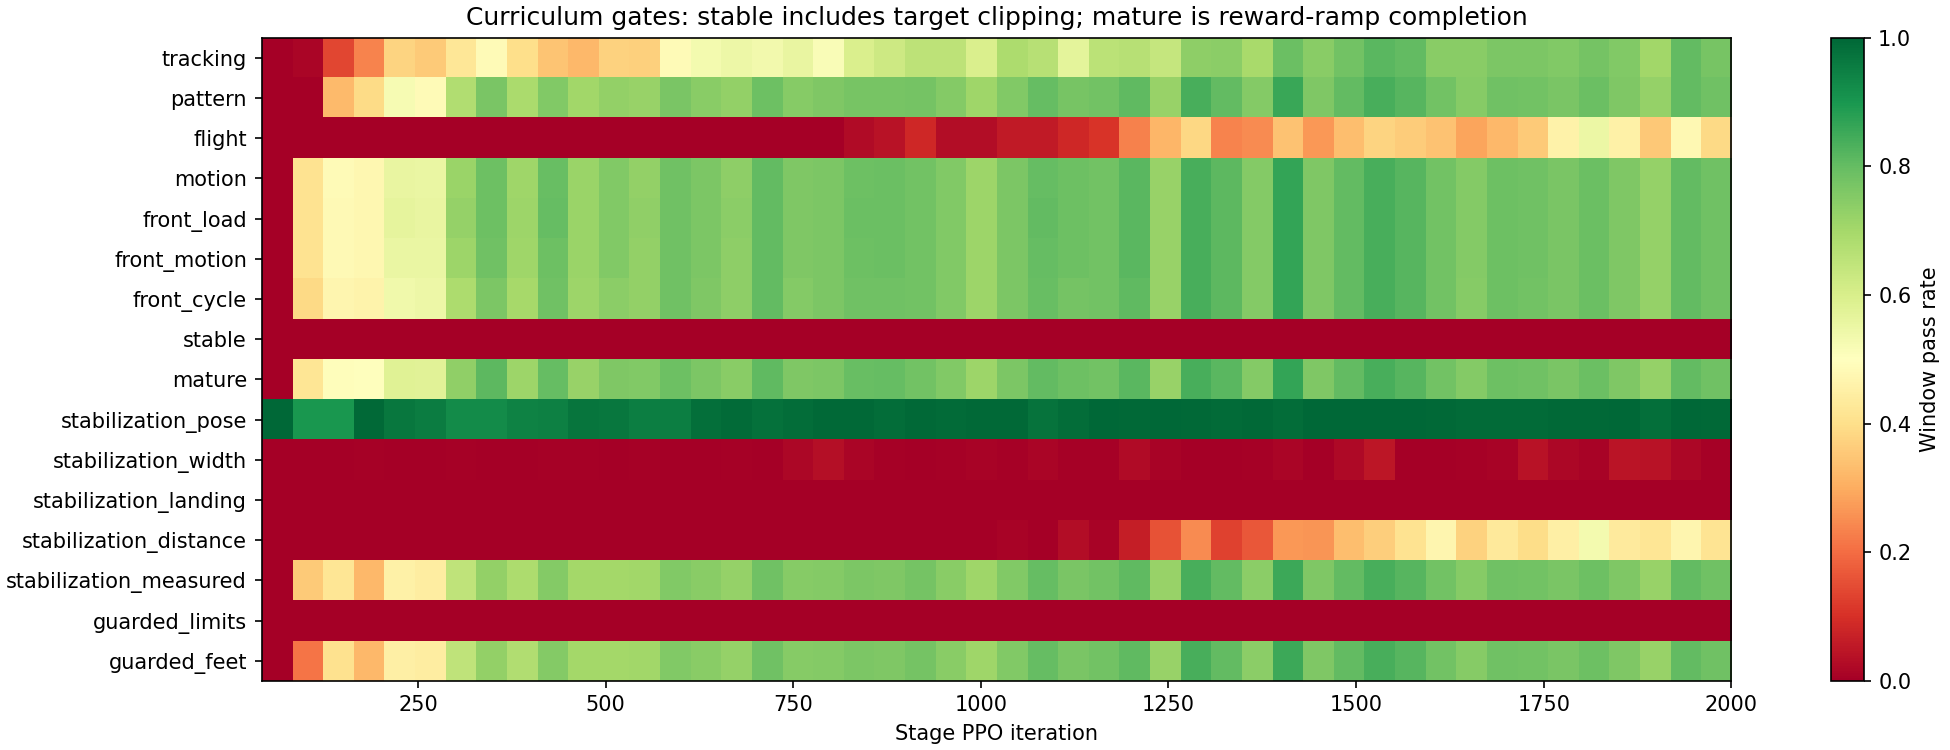 Curriculum gates: stable includes target clipping; mature is reward-ramp completion
tracking
pattern
flight
motion
front_load
front_motion
front_cycle
stable
mature
stabilization_pose
stabilization_width
stabilization_landing
stabilization_distance
stabilization_measured
guarded_limits
guarded_feet
250 500 750 1000 1250 1500 1750 2000
Stage PPO iteration
1.0
0.8
0.6
0.4
0.2
0.0
Window pass rate